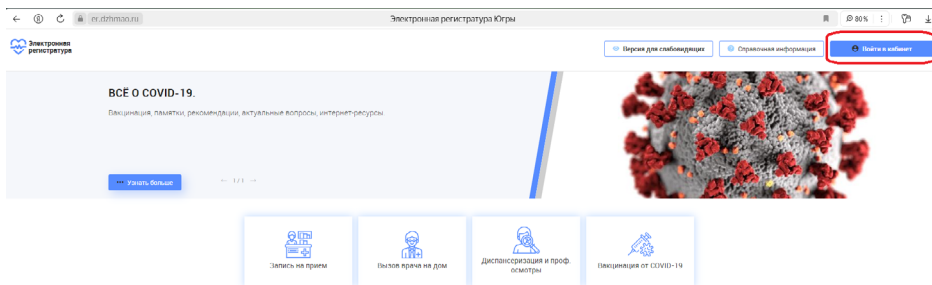 er.dzhmao.ru
Электронная регистратура Югры
80%
Электронная
регистратура
Версия для слабовидящих
Справочная информация
Войти в кабинет
ВСЁ О COVID-19.
Вакцинация, памятки, рекомендации, актуальные вопросы, интернет-ресурсы
••• Узнать больше
← 1/1 →
Запись на прием
Вызов врача на дом
Диспансеризация и проф.
осмотры
Вакцинация от COVID-19